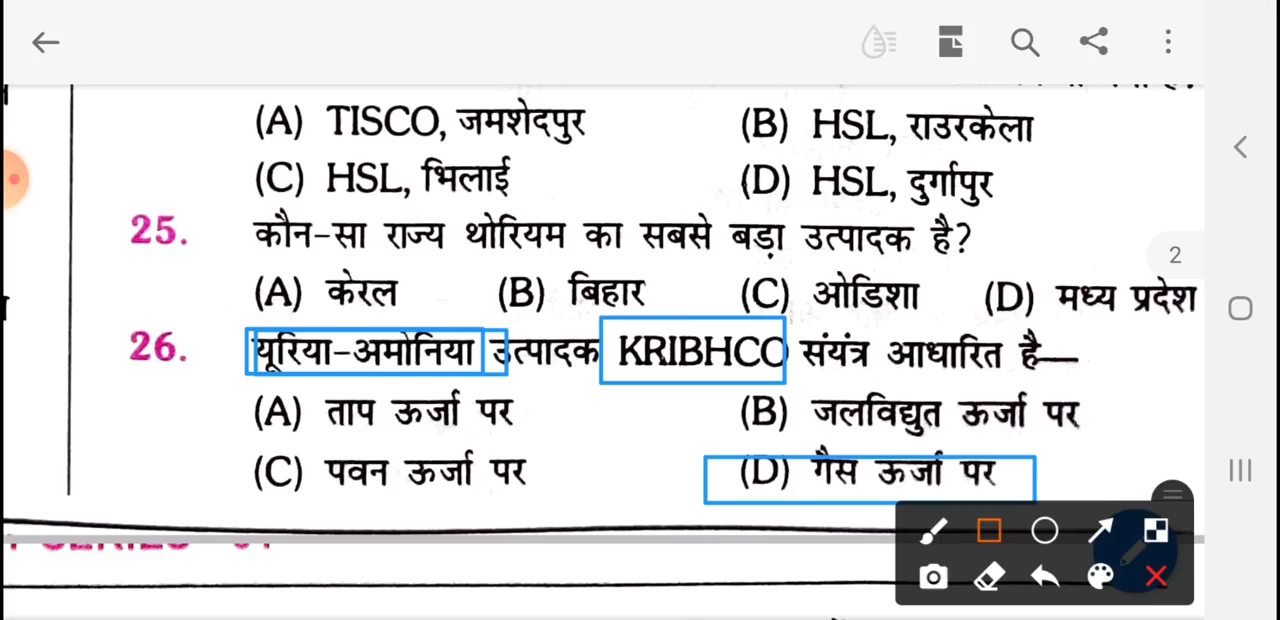 (A) TISCO, जमशेदपुर (B) HSL, राउरकेला
(C) HSL, भिलाई (D) HSL, दुर्गापुर
25. कौन-सा राज्य थोरियम का सबसे बड़ा उत्पादक है?
2
(A) केरल (B) बिहार (C) ओडिशा (D) मध्य प्रदेश
26. यूरिया-अमोनिया उत्पादक KRIBHCO संयंत्र आधारित है—
(A) ताप ऊर्जा पर (B) जलविद्युत ऊर्जा पर
(C) पवन ऊर्जा पर (D) गैस ऊर्जा पर